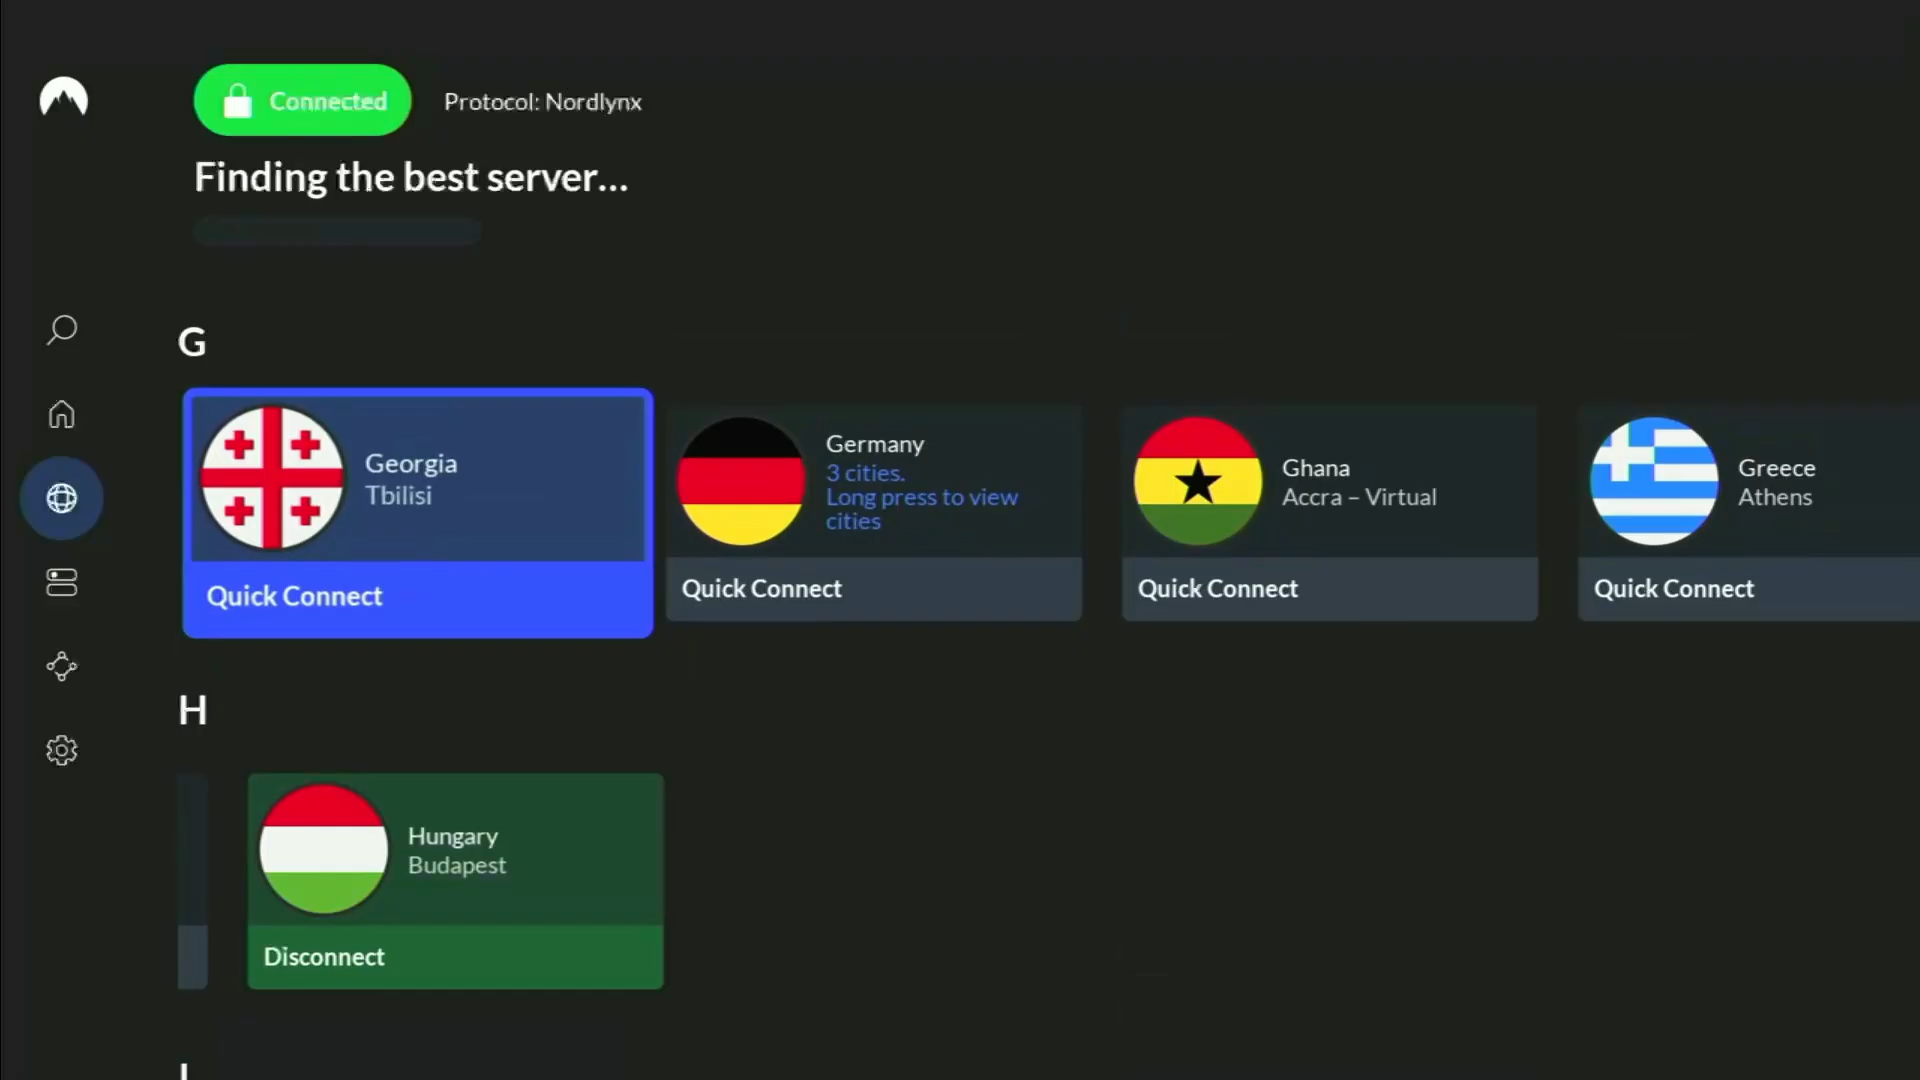 Connected
Protocol: Nordlynx
Finding the best server...
G
Georgia
Tbilisi
Quick Connect
Germany
3 cities.
Long press to view
cities
Quick Connect
Ghana
Accra – Virtual
Quick Connect
Greece
Athens
Quick Connect
H
Hungary
Budapest
Disconnect